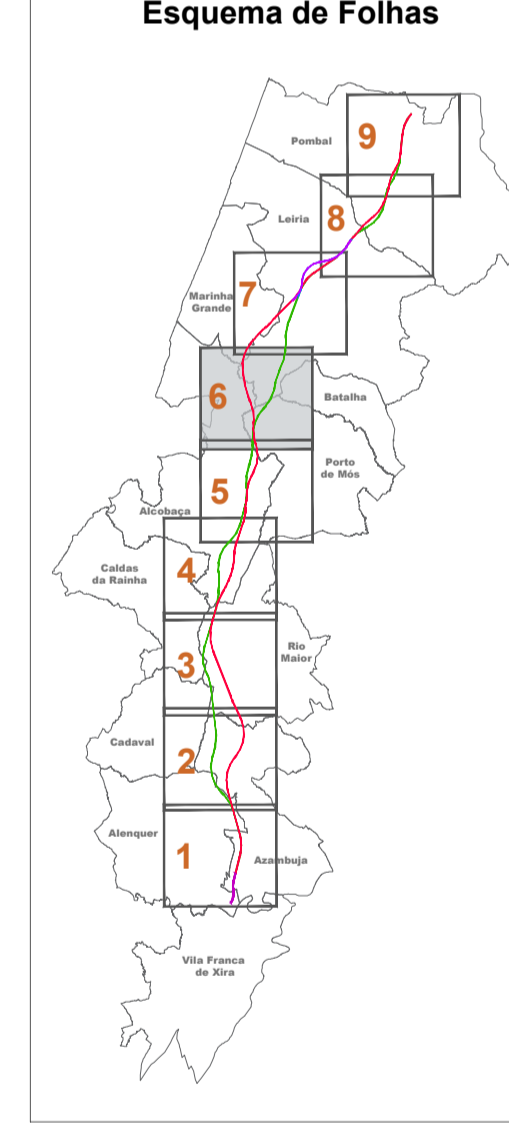 Esquema de Folhas
Pombal
9
Leiria
8
Marinha
Grande
7
6
Batalha
Porto
de Mós
5
Alcobaça
4
Caldas
da Rainha
3
Rio
Maior
Cadaval
2
Alenquer
1
Azambuja
Vila Franca
de Xira